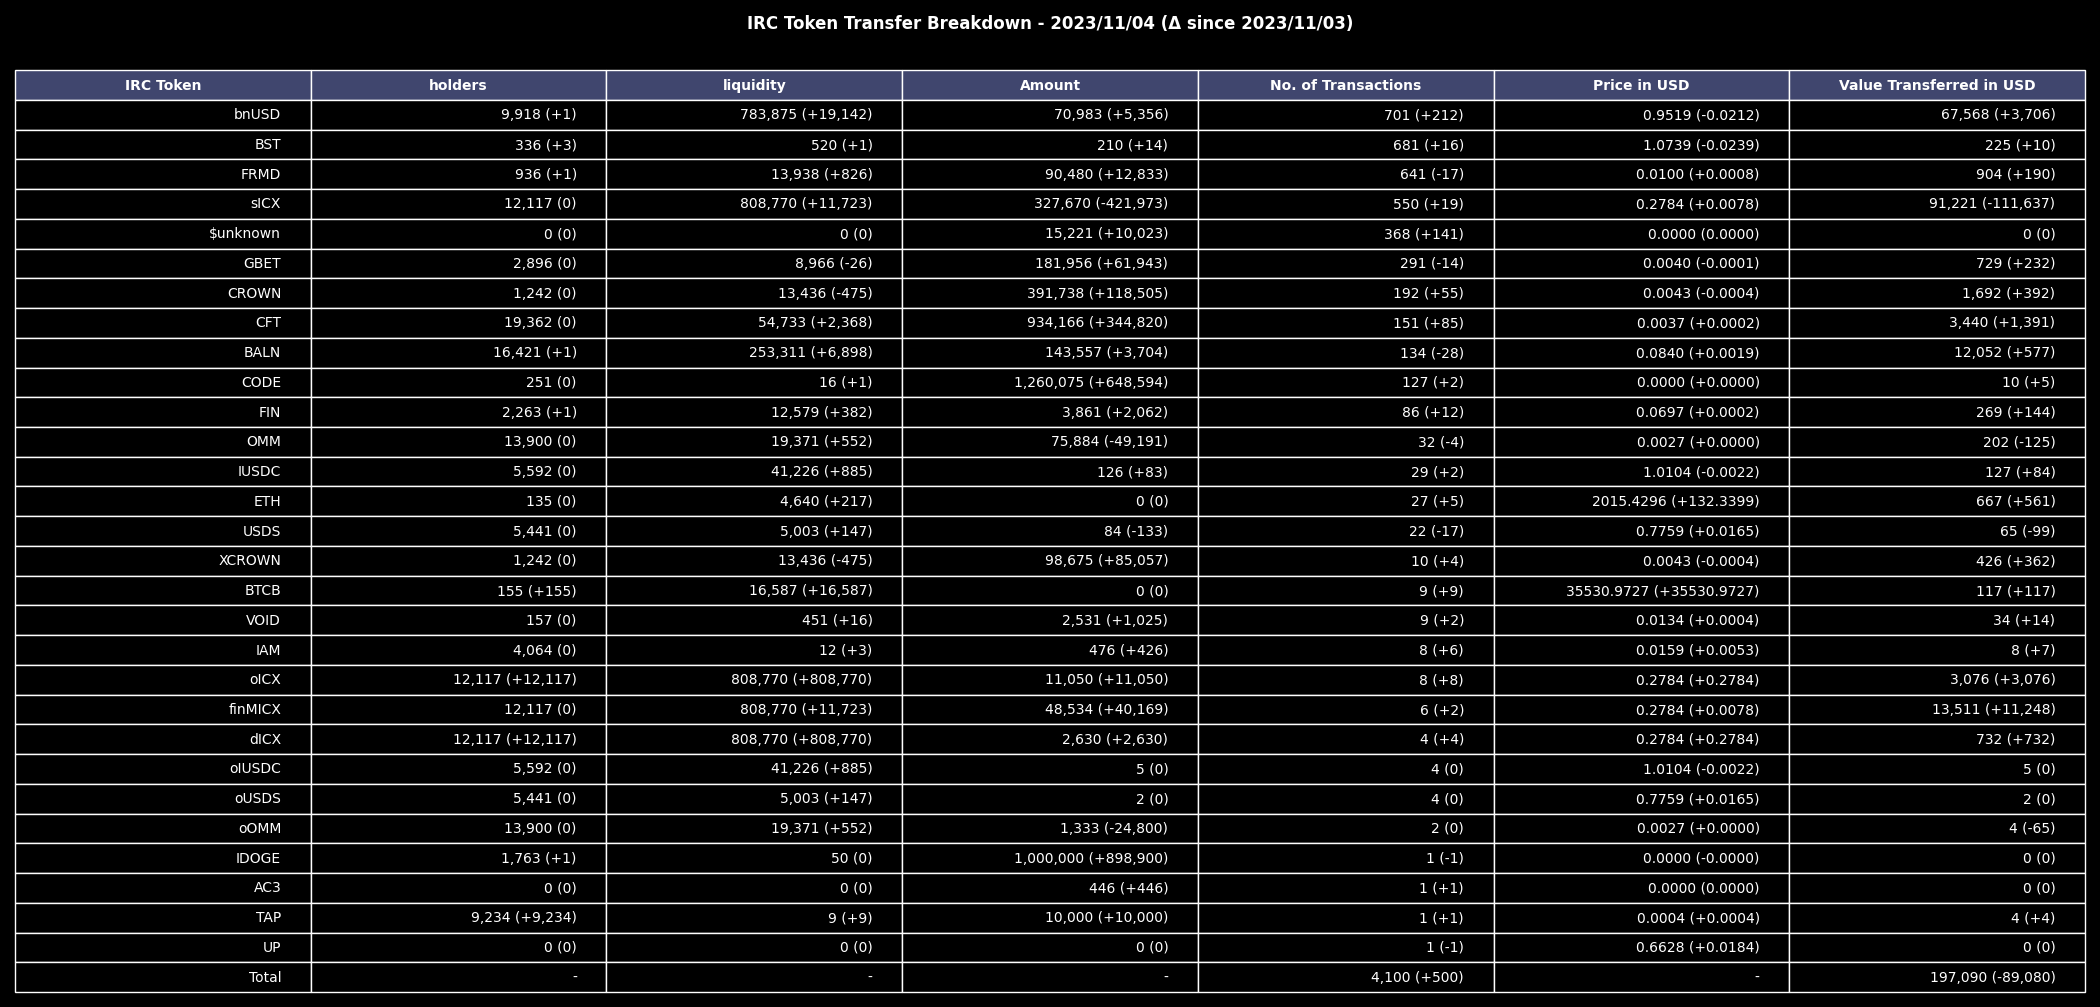 IRC Token Transfer Breakdown - 2023/11/04 (Δ since 2023/11/03)
IRC Token holders liquidity Amount No. of Transactions Price in USD Value Transferred in USD
bnUSD 9,918 (+1) 783,875 (+19,142) 70,983 (+5,356) 701 (+212) 0.9519 (-0.0212) 67,568 (+3,706)
BST 336 (+3) 520 (+1) 210 (+14) 681 (+16) 1.0739 (-0.0239) 225 (+10)
FRMD 936 (+1) 13,938 (+826) 90,480 (+12,833) 641 (-17) 0.0100 (+0.0008) 904 (+190)
sICX 12,117 (0) 808,770 (+11,723) 327,670 (-421,973) 550 (+19) 0.2784 (+0.0078) 91,221 (-111,637)
$unknown 0 (0) 0 (0) 15,221 (+10,023) 368 (+141) 0.0000 (0.0000) 0 (0)
GBET 2,896 (0) 8,966 (-26) 181,956 (+61,943) 291 (-14) 0.0040 (-0.0001) 729 (+232)
CROWN 1,242 (0) 13,436 (-475) 391,738 (+118,505) 192 (+55) 0.0043 (-0.0004) 1,692 (+392)
CFT 19,362 (0) 54,733 (+2,368) 934,166 (+344,820) 151 (+85) 0.0037 (+0.0002) 3,440 (+1,391)
BALN 16,421 (+1) 253,311 (+6,898) 143,557 (+3,704) 134 (-28) 0.0840 (+0.0019) 12,052 (+577)
CODE 251 (0) 16 (+1) 1,260,075 (+648,594) 127 (+2) 0.0000 (+0.0000) 10 (+5)
FIN 2,263 (+1) 12,579 (+382) 3,861 (+2,062) 86 (+12) 0.0697 (+0.0002) 269 (+144)
OMM 13,900 (0) 19,371 (+552) 75,884 (-49,191) 32 (-4) 0.0027 (+0.0000) 202 (-125)
IUSDC 5,592 (0) 41,226 (+885) 126 (+83) 29 (+2) 1.0104 (-0.0022) 127 (+84)
ETH 135 (0) 4,640 (+217) 0 (0) 27 (+5) 2015.4296 (+132.3399) 667 (+561)
USDS 5,441 (0) 5,003 (+147) 84 (-133) 22 (-17) 0.7759 (+0.0165) 65 (-99)
XCROWN 1,242 (0) 13,436 (-475) 98,675 (+85,057) 10 (+4) 0.0043 (-0.0004) 426 (+362)
BTCB 155 (+155) 16,587 (+16,587) 0 (0) 9 (+9) 35530.9727 (+35530.9727) 117 (+117)
VOID 157 (0) 451 (+16) 2,531 (+1,025) 9 (+2) 0.0134 (+0.0004) 34 (+14)
IAM 4,064 (0) 12 (+3) 476 (+426) 8 (+6) 0.0159 (+0.0053) 8 (+7)
oICX 12,117 (+12,117) 808,770 (+808,770) 11,050 (+11,050) 8 (+8) 0.2784 (+0.2784) 3,076 (+3,076)
finMICX 12,117 (0) 808,770 (+11,723) 48,534 (+40,169) 6 (+2) 0.2784 (+0.0078) 13,511 (+11,248)
dICX 12,117 (+12,117) 808,770 (+808,770) 2,630 (+2,630) 4 (+4) 0.2784 (+0.2784) 732 (+732)
oIUSDC 5,592 (0) 41,226 (+885) 5 (0) 4 (0) 1.0104 (-0.0022) 5 (0)
oUSDS 5,441 (0) 5,003 (+147) 2 (0) 4 (0) 0.7759 (+0.0165) 2 (0)
oOMM 13,900 (0) 19,371 (+552) 1,333 (-24,800) 2 (0) 0.0027 (+0.0000) 4 (-65)
IDOGE 1,763 (+1) 50 (0) 1,000,000 (+898,900) 1 (-1) 0.0000 (-0.0000) 0 (0)
AC3 0 (0) 0 (0) 446 (+446) 1 (+1) 0.0000 (0.0000) 0 (0)
TAP 9,234 (+9,234) 9 (+9) 10,000 (+10,000) 1 (+1) 0.0004 (+0.0004) 4 (+4)
UP 0 (0) 0 (0) 0 (0) 1 (-1) 0.6628 (+0.0184) 0 (0)
Total - - - 4,100 (+500) - 197,090 (-89,080)